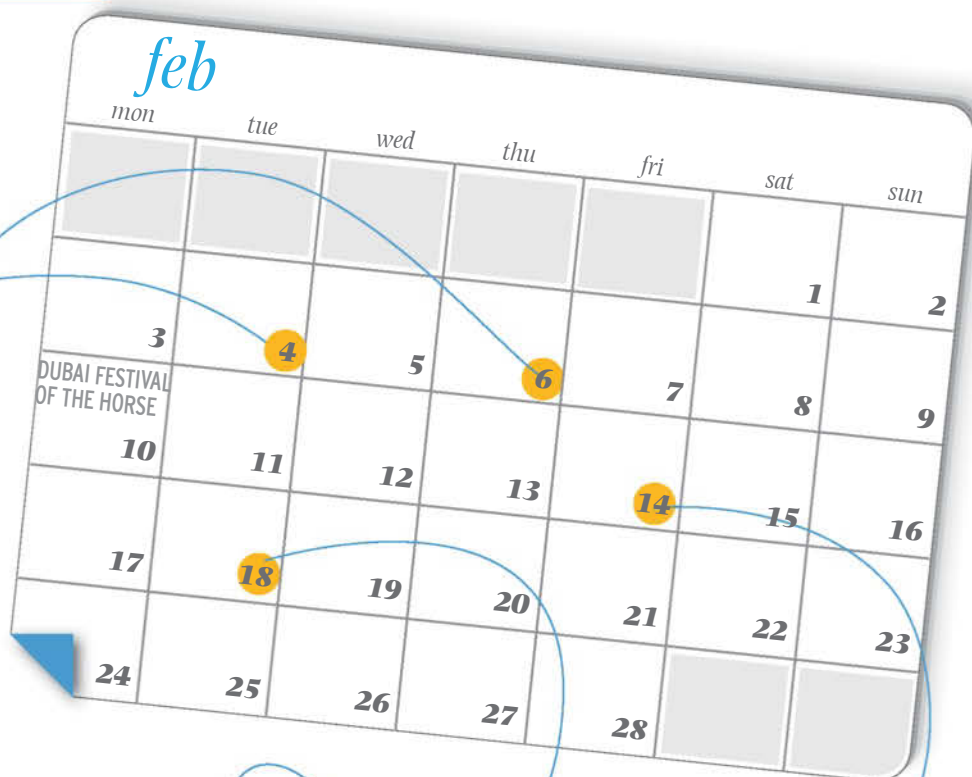 feb
mon tue wed thu fri sat sun
1 2
3 4 5 6 7 8 9
DUBAI FESTIVAL
OF THE HORSE
10 11 12 13 14 15 16
17 18 19 20 21 22 23
24 25 26 27 28